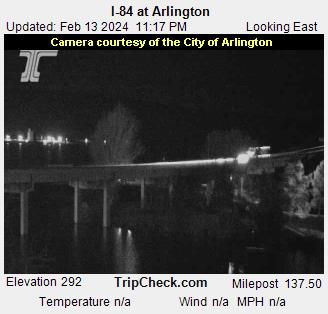 I-84 at Arlington
Updated: Feb 13 2024 11:17 PM Looking East
Camera courtesy of the City of Arlington
Elevation 292 TripCheck.com Milepost 137.50
Temperature n/a Wind n/a MPH n/a